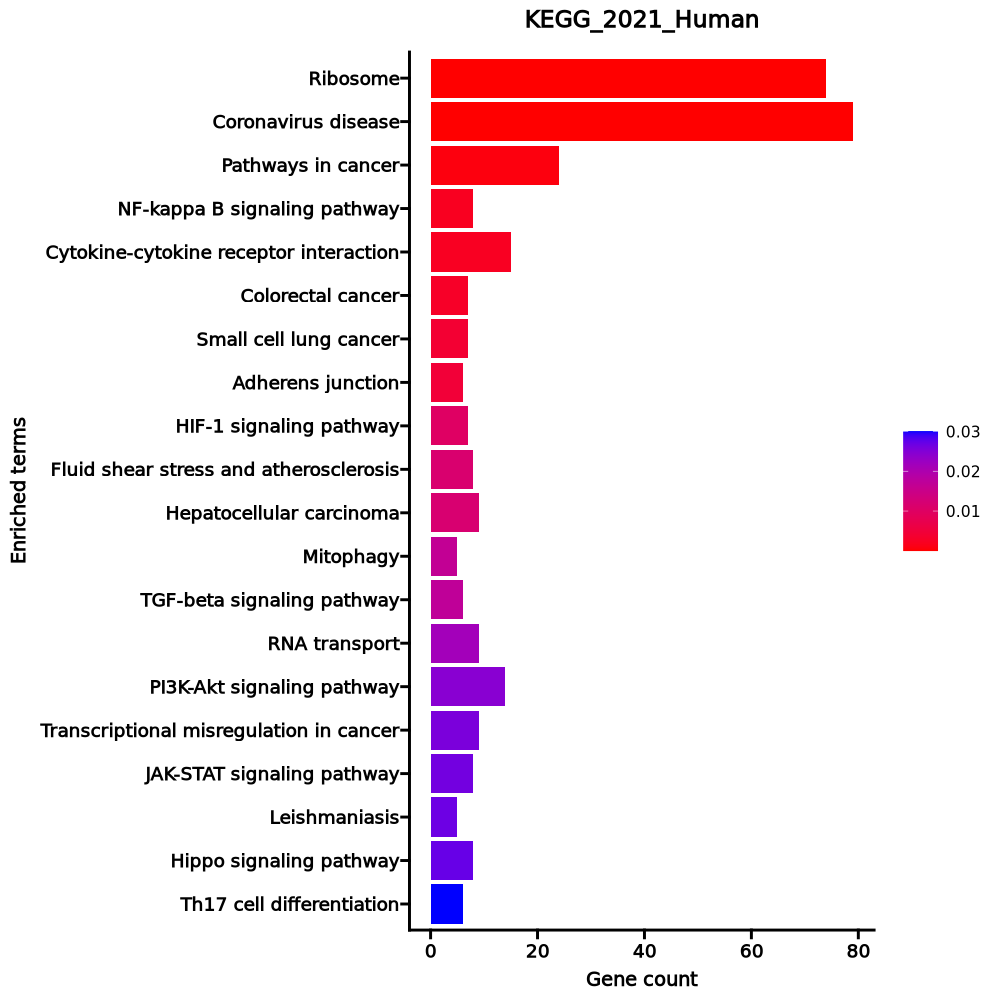 KEGG_2021_Human
Ribosome
Coronavirus disease
Pathways in cancer
NF-kappa B signaling pathway
Cytokine-cytokine receptor interaction
Colorectal cancer
Small cell lung cancer
Adherens junction
HIF-1 signaling pathway
Fluid shear stress and atherosclerosis
Hepatocellular carcinoma
Mitophagy
TGF-beta signaling pathway
RNA transport
PI3K-Akt signaling pathway
Transcriptional misregulation in cancer
JAK-STAT signaling pathway
Leishmaniasis
Hippo signaling pathway
Th17 cell differentiation
Enriched terms
0 20 40 60 80
Gene count
0.03
0.02
0.01